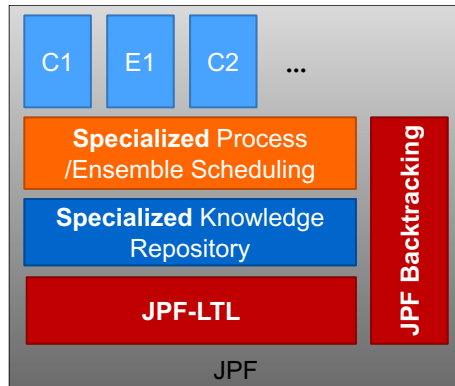 C1 E1 C2 ...
Specialized Process
/Ensemble Scheduling
Specialized Knowledge
Repository
JPF-LTL
JPF Backtracking
JPF